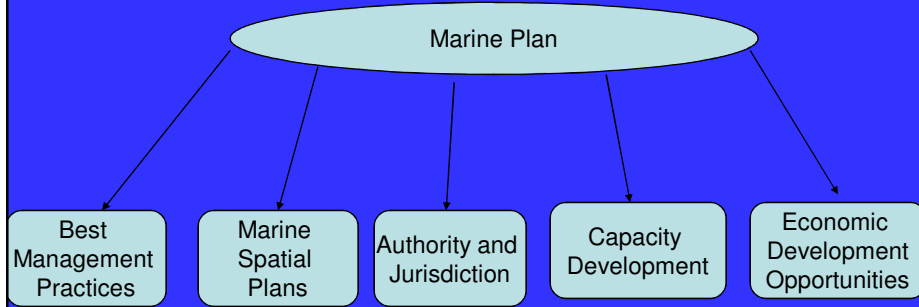 Marine Plan
Best
Management
Practices
Marine
Spatial
Plans
Authority and
Jurisdiction
Capacity
Development
Economic
Development
Opportunities